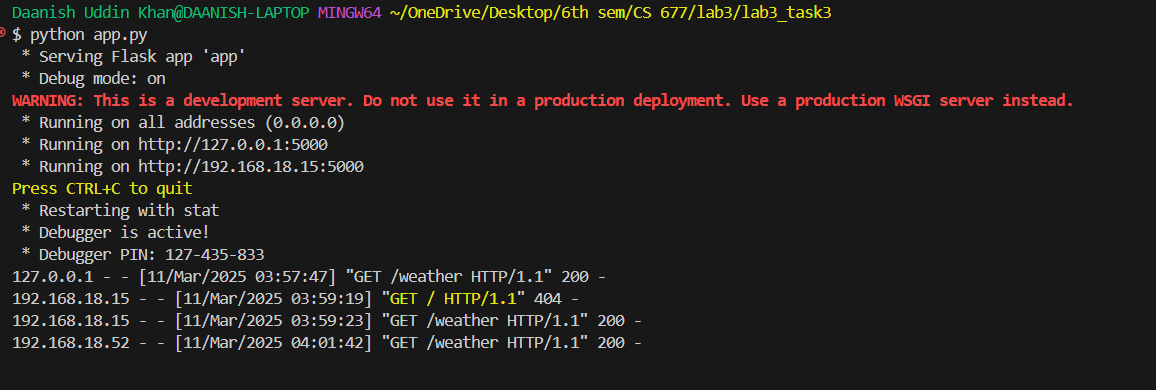 Daanish Uddin Khan@DAANISH-LAPTOP MINGW64 ~/OneDrive/Desktop/6th sem/CS 677/lab3/lab3_task3
$ python app.py
 * Serving Flask app 'app'
 * Debug mode: on
WARNING: This is a development server. Do not use it in a production deployment. Use a production WSGI server instead.
 * Running on all addresses (0.0.0.0)
 * Running on http://127.0.0.1:5000
 * Running on http://192.168.18.15:5000
Press CTRL+C to quit
 * Restarting with stat
 * Debugger is active!
 * Debugger PIN: 127-435-833
127.0.0.1 - - [11/Mar/2025 03:57:47] "GET /weather HTTP/1.1" 200 -
192.168.18.15 - - [11/Mar/2025 03:59:19] "GET / HTTP/1.1" 404 -
192.168.18.15 - - [11/Mar/2025 03:59:23] "GET /weather HTTP/1.1" 200 -
192.168.18.52 - - [11/Mar/2025 04:01:42] "GET /weather HTTP/1.1" 200 -